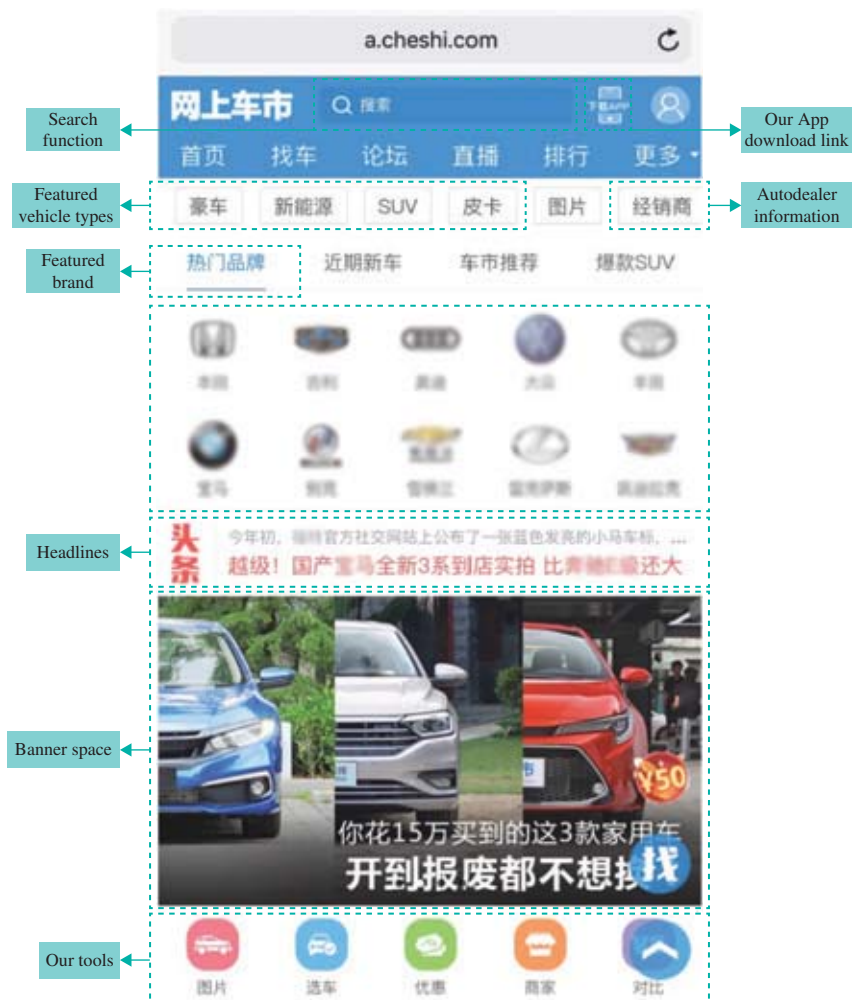 a.cheshi.com
网上车市
搜索
下载APP
Search
function
Our App
download link
首页 找车 论坛 直播 排行 更多
Featured
vehicle types
豪车 新能源 SUV 皮卡 图片 经销商
Autodealer
information
Featured
brand
热门品牌 近期新车 车市推荐 爆款SUV
Headlines
头条
今年初, 官方社交网站上公布了一张蓝色发亮的小马车标, ...
越级! 国产宝马全新3系到店实拍 比奔驰E级还大
Banner space
¥50
你花15万买到的这3款家用车
开到报废都不想换
找
Our tools
图片 选车 优惠 商家 对比